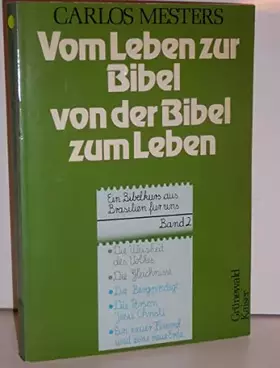 CARLOS MESTERS
Vom Leben zur
Bibel
von der Bibel
zum Leben
Ein Bibelkurs aus
Brasilien für uns
Band 2
• Die Weisheit
des Volkes
• Die Gleichnisse
• Die Bergpredigt
• Die Person
Jesu Christi
• Ein neuer Himmel
und eine neue Erde
Grünewald
Kaiser